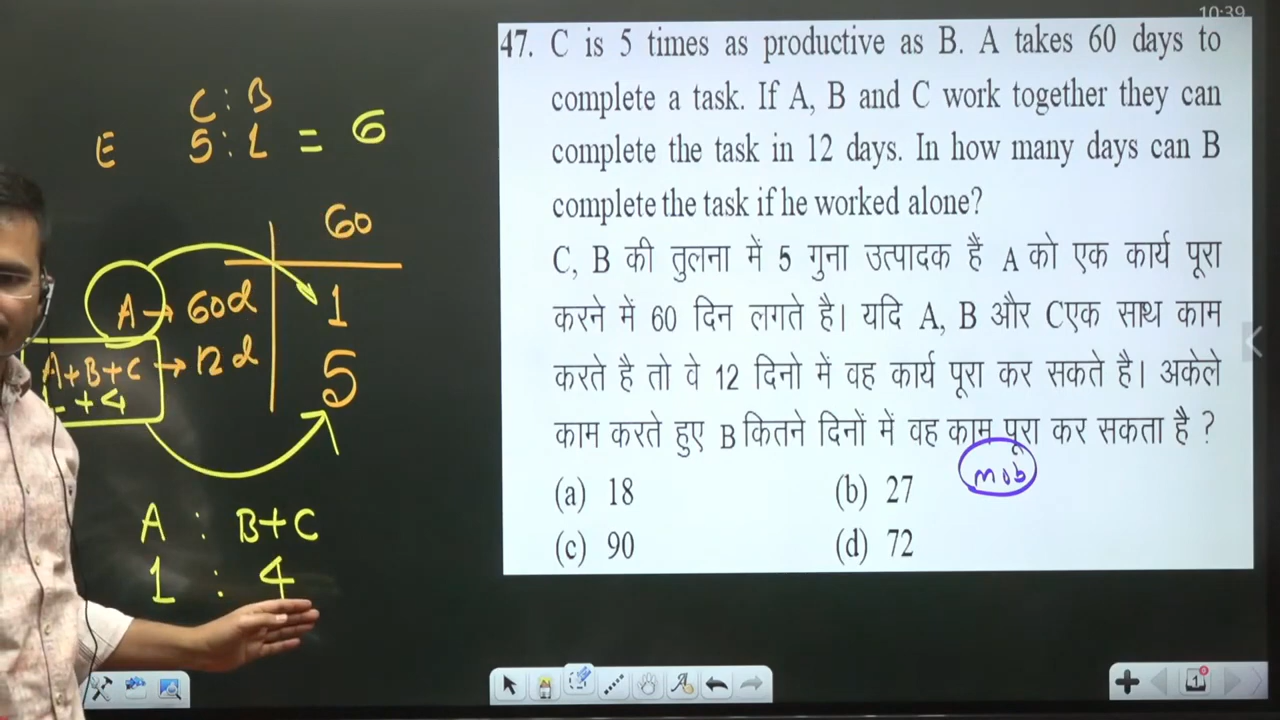 10:39
C : B
E 5 : 1 = 6
60
A → 60d 1
A+B+C → 12d 5
+ 4
A : B+C
1 : 4
47. C is 5 times as productive as B. A takes 60 days to
complete a task. If A, B and C work together they can
complete the task in 12 days. In how many days can B
complete the task if he worked alone?
C, B की तुलना में 5 गुना उत्पादक हैं A को एक कार्य पूरा
करने में 60 दिन लगते है। यदि A, B और Cएक साथ काम
करते है तो वे 12 दिनो में वह कार्य पूरा कर सकते है। अकेले
काम करते हुए B कितने दिनों में वह काम पूरा कर सकता है ?
mob
(a) 18 (b) 27
(c) 90 (d) 72
1